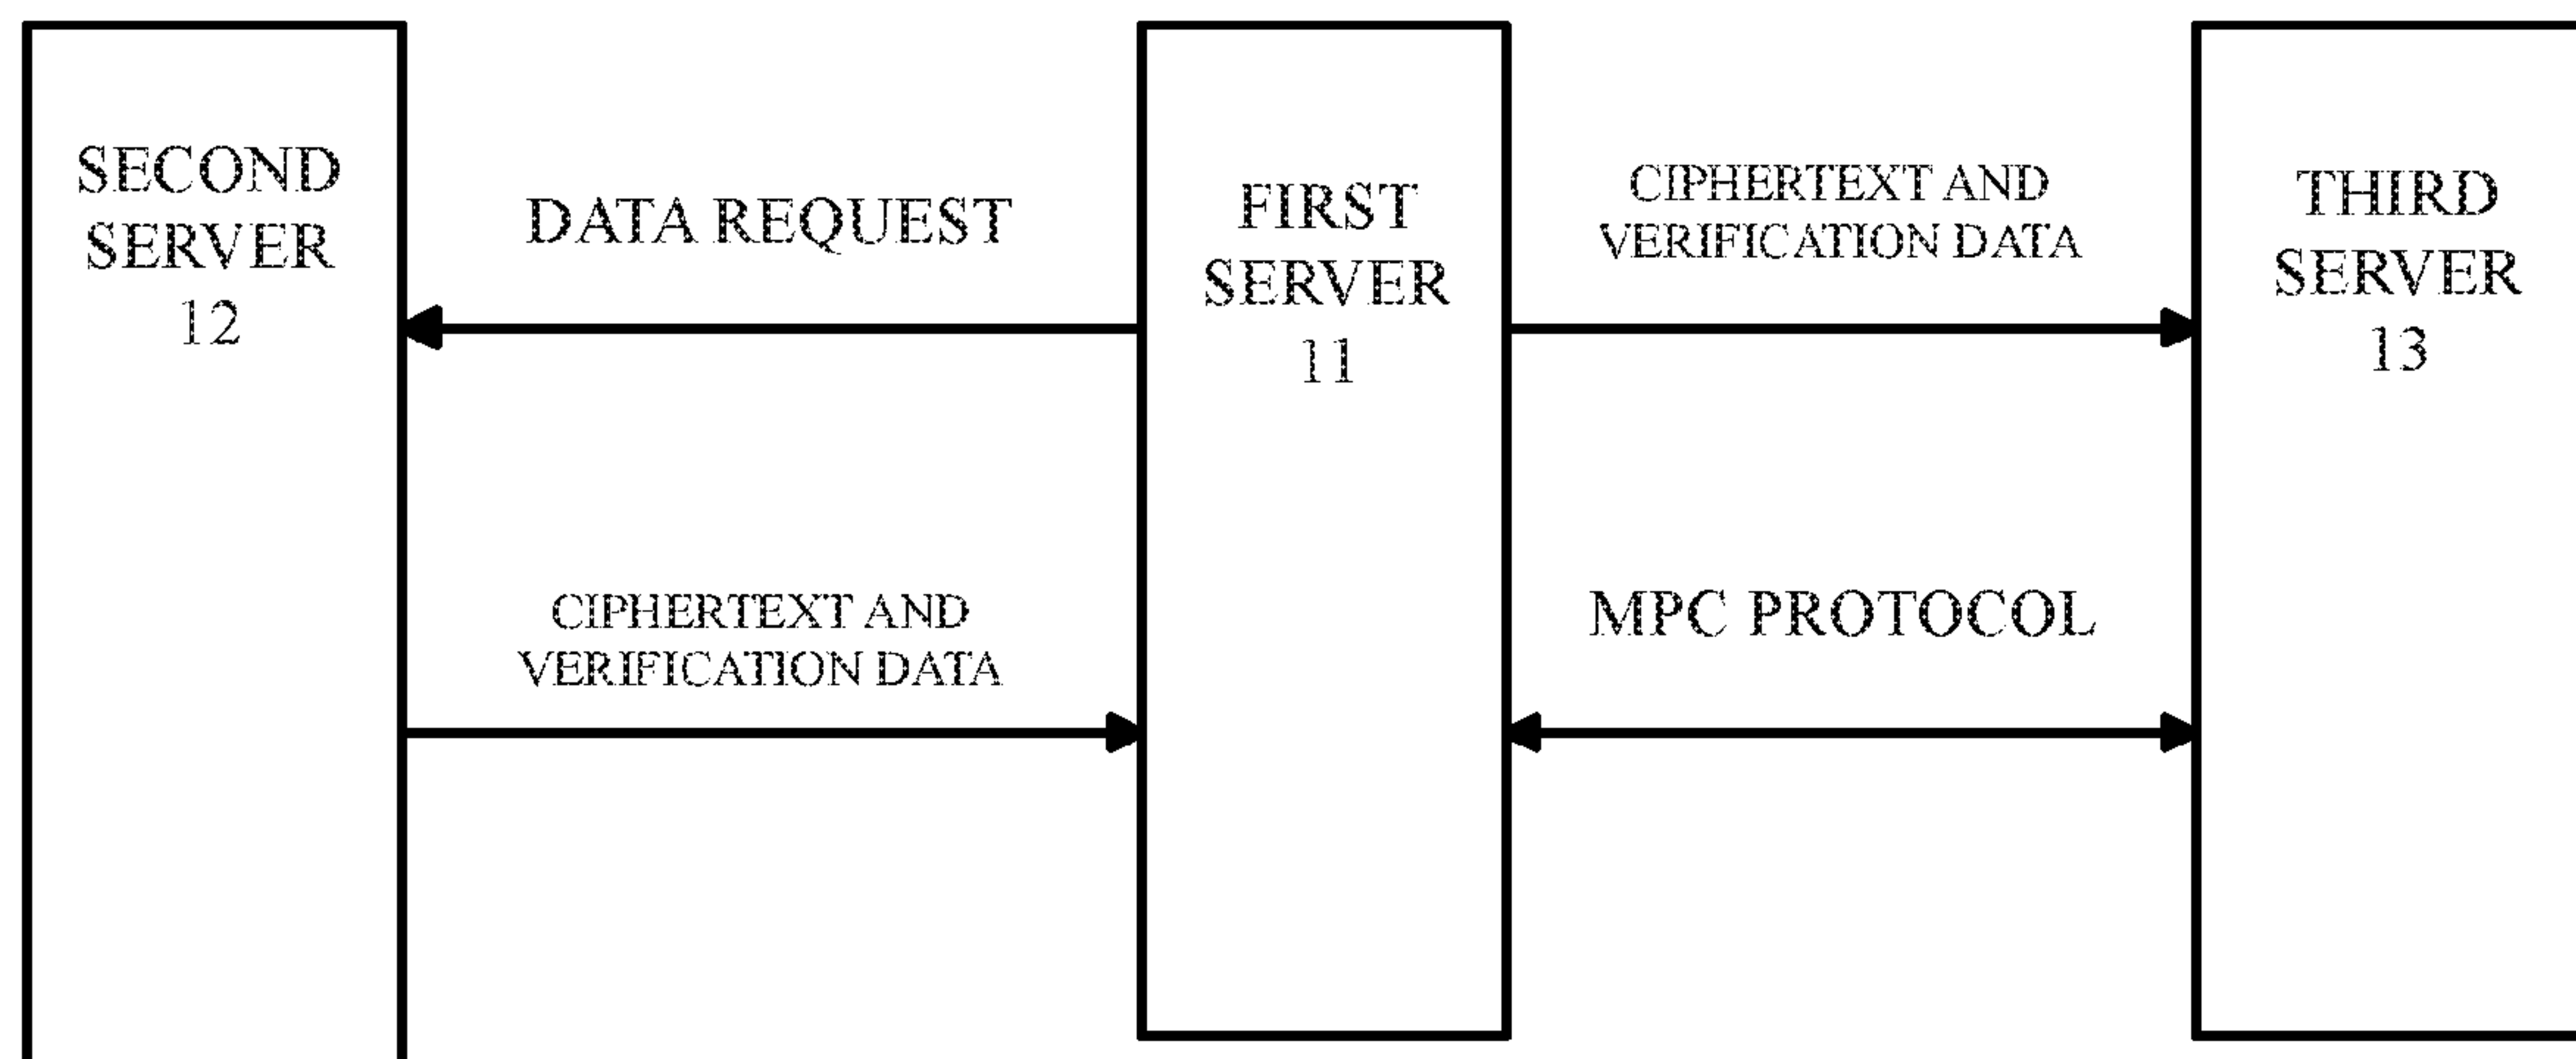 SECOND
SERVER
12
DATA REQUEST
CIPHERTEXT AND
VERIFICATION DATA
FIRST
SERVER
11
CIPHERTEXT AND
VERIFICATION DATA
MPC PROTOCOL
THIRD
SERVER
13